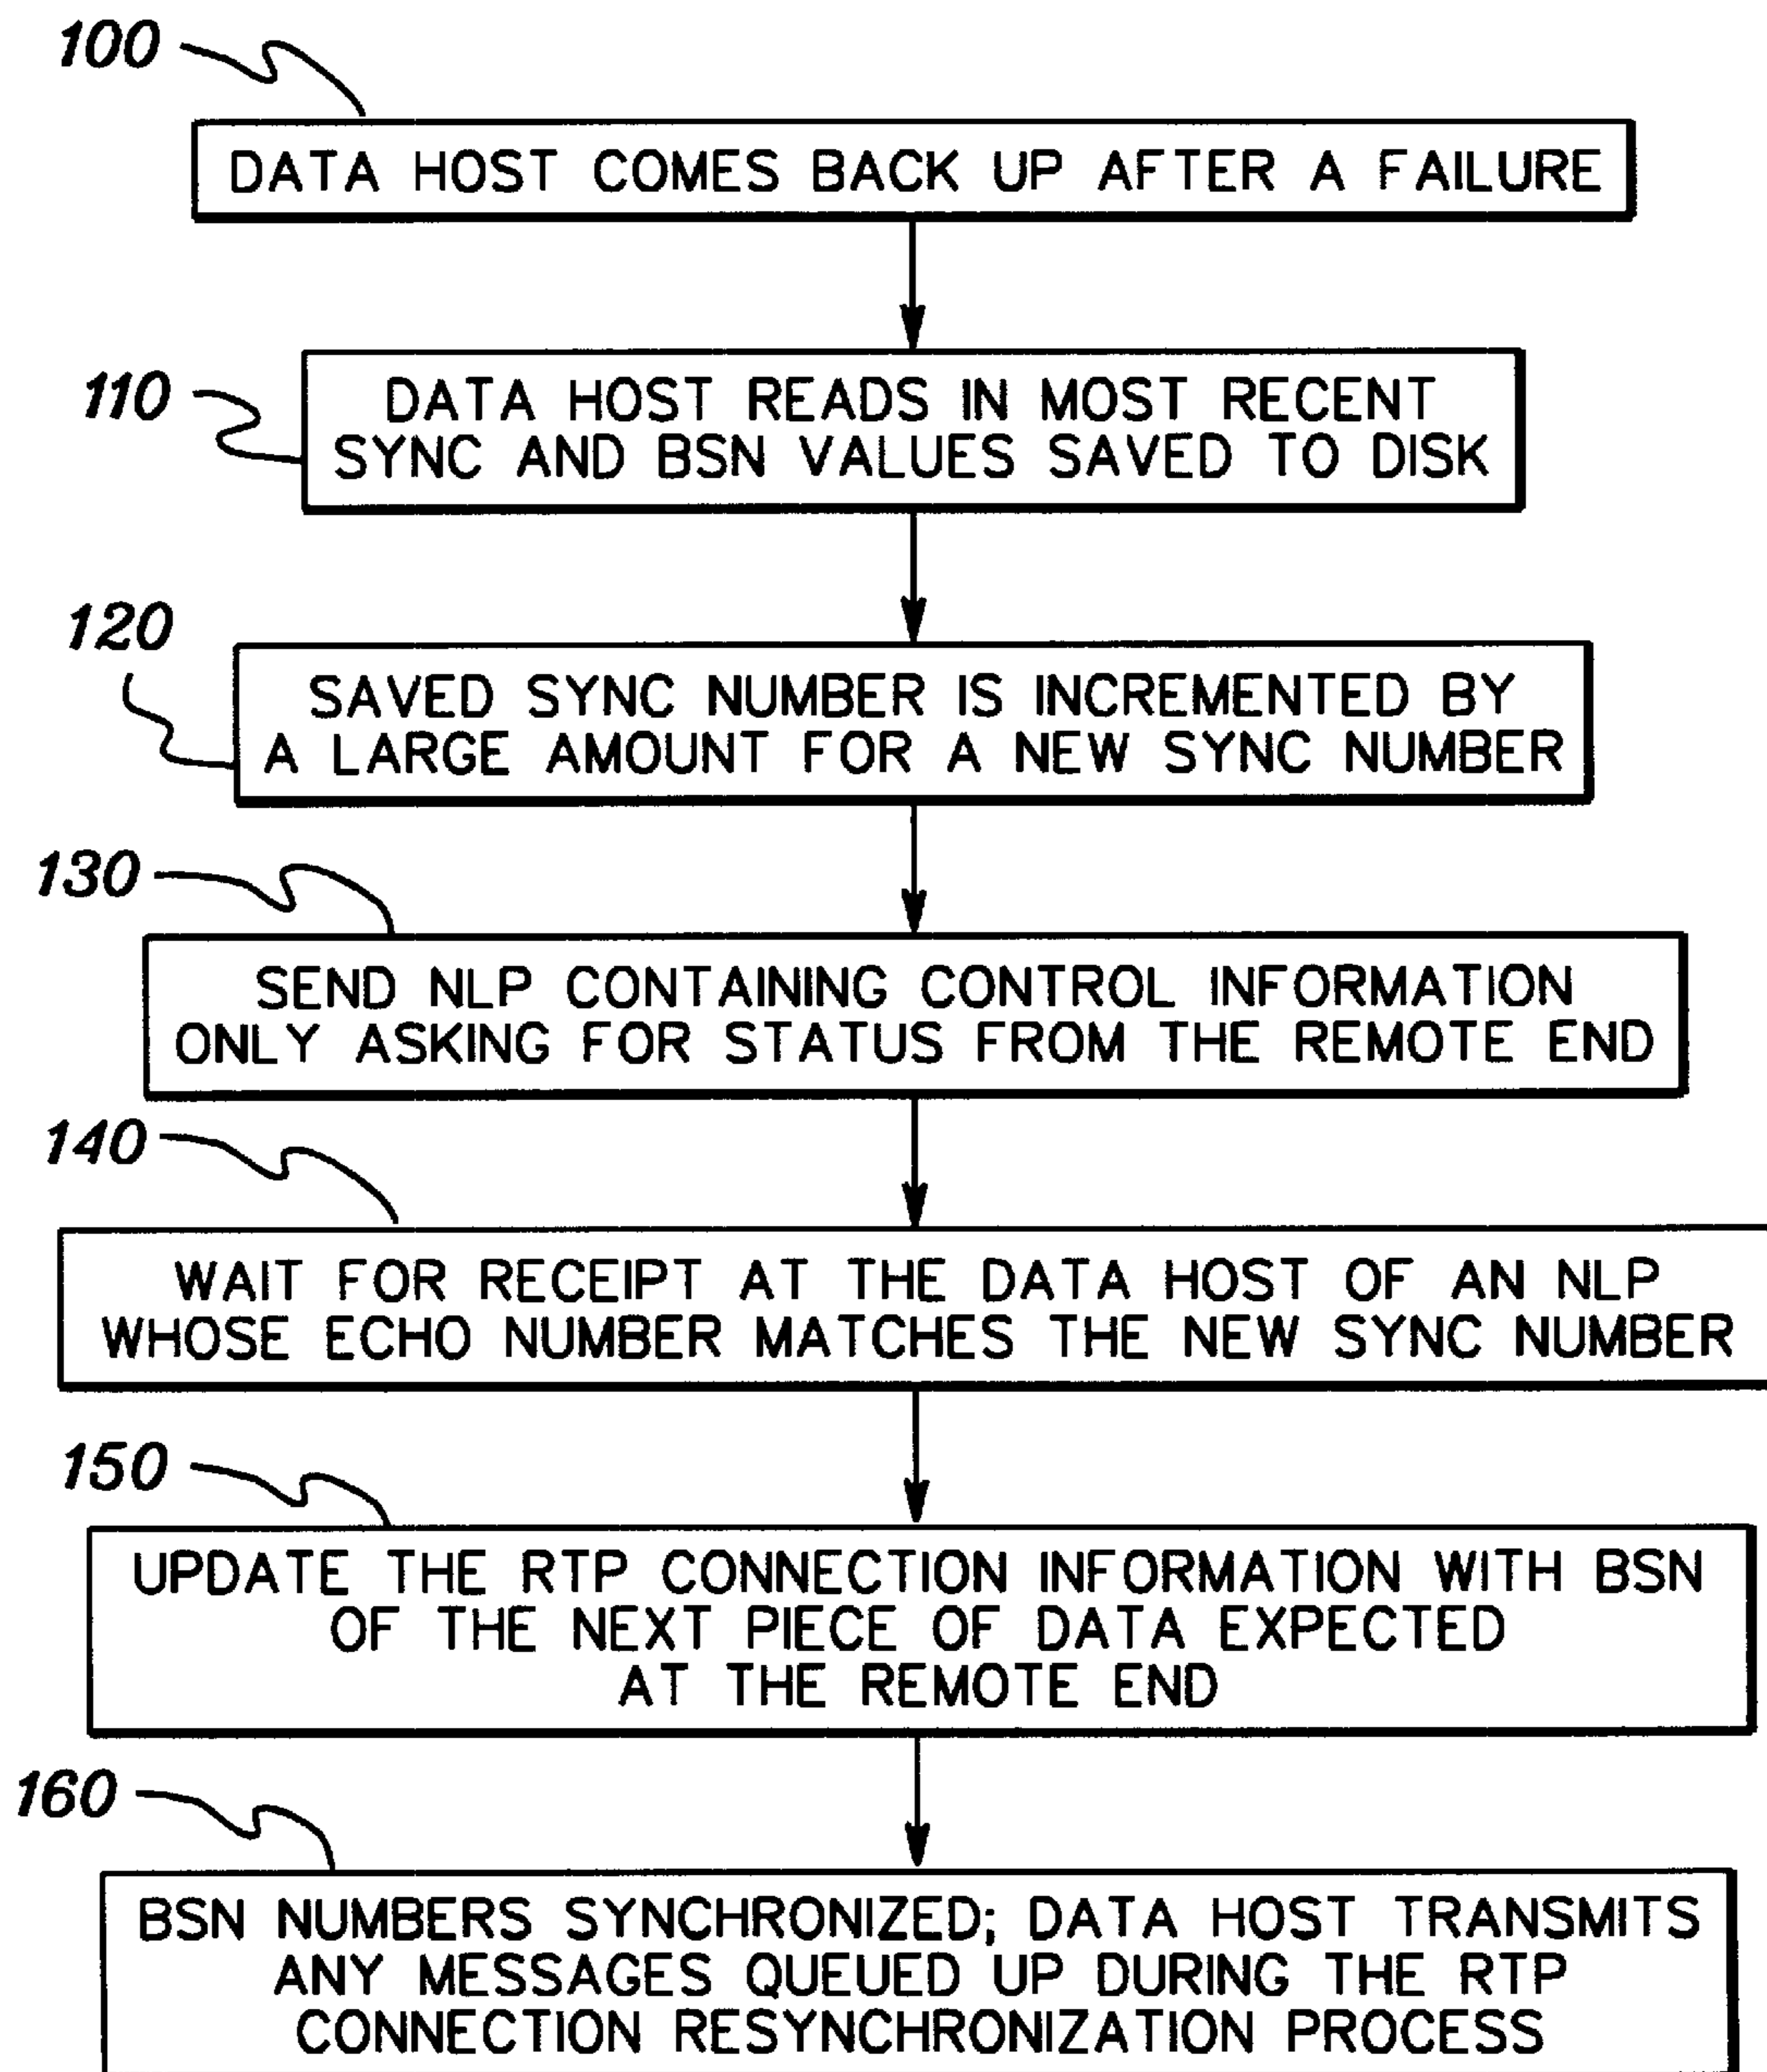 100
DATA HOST COMES BACK UP AFTER A FAILURE
110
DATA HOST READS IN MOST RECENT
SYNC AND BSN VALUES SAVED TO DISK
120
SAVED SYNC NUMBER IS INCREMENTED BY
A LARGE AMOUNT FOR A NEW SYNC NUMBER
130
SEND NLP CONTAINING CONTROL INFORMATION
ONLY ASKING FOR STATUS FROM THE REMOTE END
140
WAIT FOR RECEIPT AT THE DATA HOST OF AN NLP
WHOSE ECHO NUMBER MATCHES THE NEW SYNC NUMBER
150
UPDATE THE RTP CONNECTION INFORMATION WITH BSN
OF THE NEXT PIECE OF DATA EXPECTED
AT THE REMOTE END
160
BSN NUMBERS SYNCHRONIZED; DATA HOST TRANSMITS
ANY MESSAGES QUEUED UP DURING THE RTP
CONNECTION RESYNCHRONIZATION PROCESS